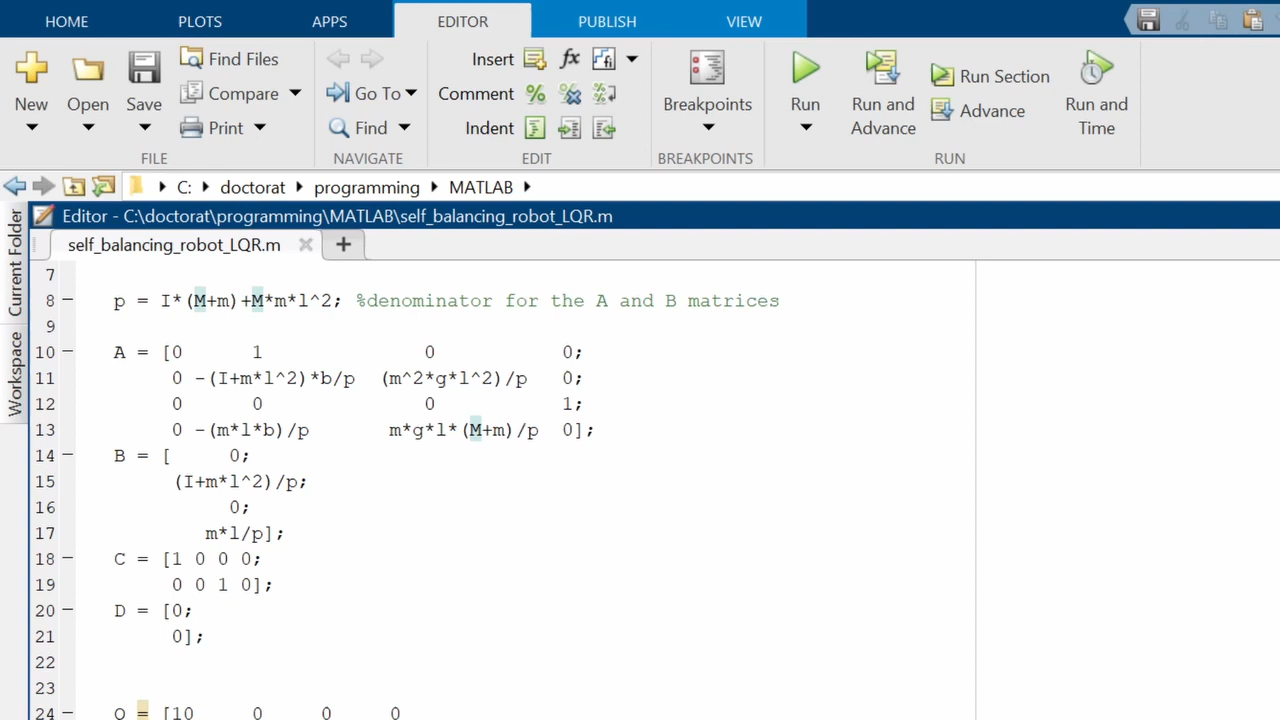 HOME PLOTS APPS EDITOR PUBLISH VIEW
New Open Save Find Files Compare Print
Go To Find
Insert fx fi
Comment % %
Indent
Breakpoints
Run Run and Advance Run Section Advance Run and Time
FILE NAVIGATE EDIT BREAKPOINTS RUN
C: doctorat programming MATLAB
Editor - C:\doctorat\programming\MATLAB\self_balancing_robot_LQR.m
self_balancing_robot_LQR.m
Current Folder
Workspace
7
8 - p = I*(M+m)+M*m*l^2; %denominator for the A and B matrices
9
10 - A = [0 1 0 0;
11 0 -(I+m*l^2)*b/p (m^2*g*l^2)/p 0;
12 0 0 0 1;
13 0 -(m*l*b)/p m*g*l*(M+m)/p 0];
14 - B = [ 0;
15 (I+m*l^2)/p;
16 0;
17 m*l/p];
18 - C = [1 0 0 0;
19 0 0 1 0];
20 - D = [0;
21 0];
22
23
24 - Q = [10 0 0 0